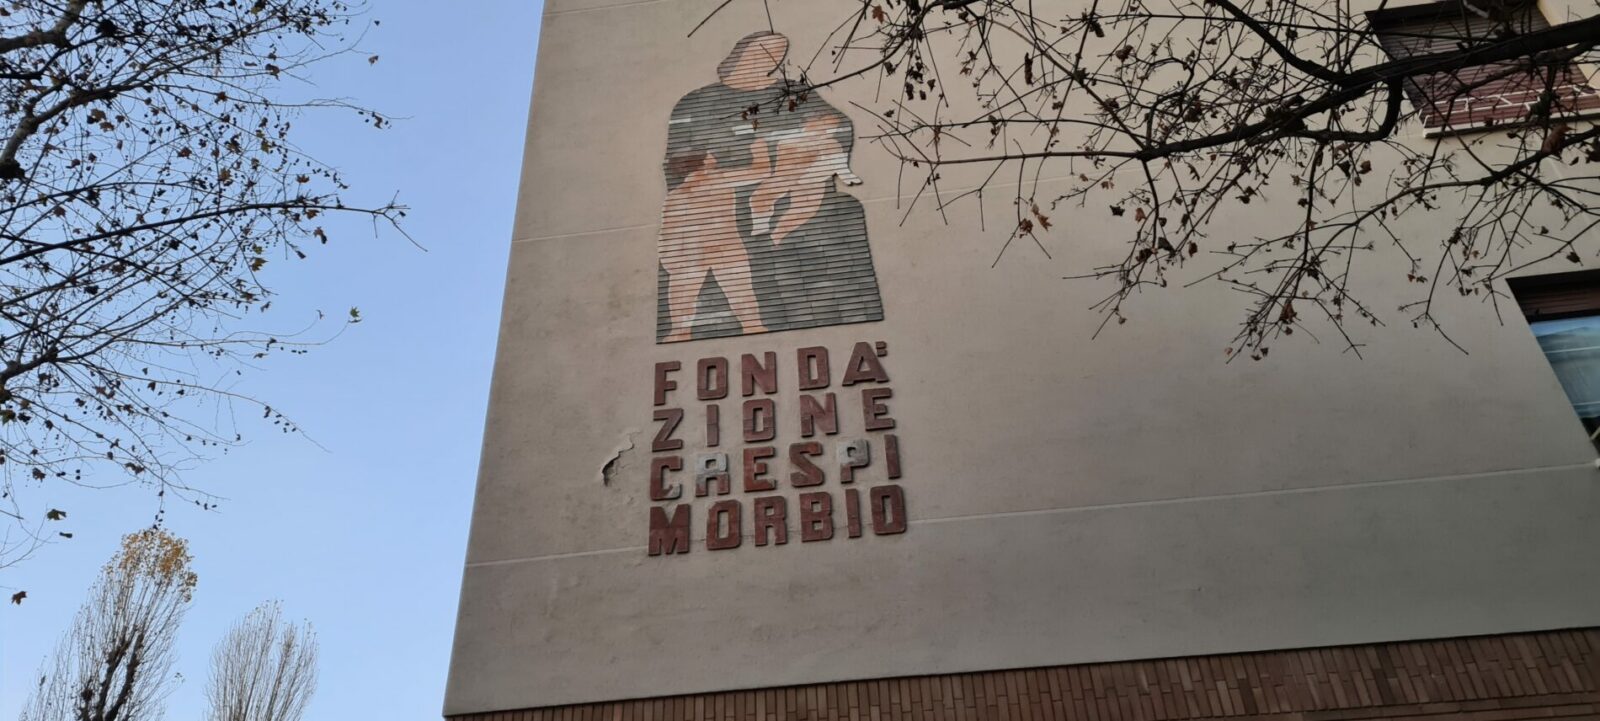 FONDA=
ZIONE
CRESPI
MORBIO